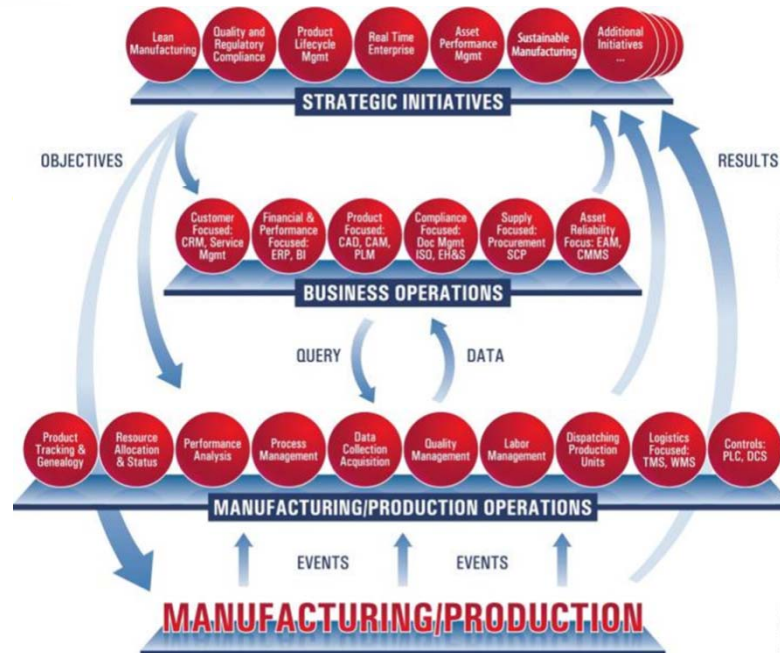 Lean
Manufacturing
Quality and
Regulatory
Compliance
Product
Lifecycle
Mgmt
Real Time
Enterprise
Asset
Performance
Mgmt
Sustainable
Manufacturing
Additional
Initiatives
...
STRATEGIC INITIATIVES
OBJECTIVES
RESULTS
Customer
Focused:
CRM, Service
Mgmt
Financial &
Performance
Focused:
ERP, BI
Product
Focused:
CAD, CAM,
PLM
Compliance
Focused:
Doc Mgmt
ISO, EH&S
Supply
Focused:
Procurement
SCP
Asset
Reliability
Focus: EAM,
CMMS
BUSINESS OPERATIONS
QUERY
DATA
Product
Tracking &
Genealogy
Resource
Allocation
& Status
Performance
Analysis
Process
Management
Data
Collection
Acquisition
Quality
Management
Labor
Management
Dispatching
Production
Units
Logistics
Focused:
TMS, WMS
Controls:
PLC, DCS
MANUFACTURING/PRODUCTION OPERATIONS
EVENTS
EVENTS
MANUFACTURING/PRODUCTION